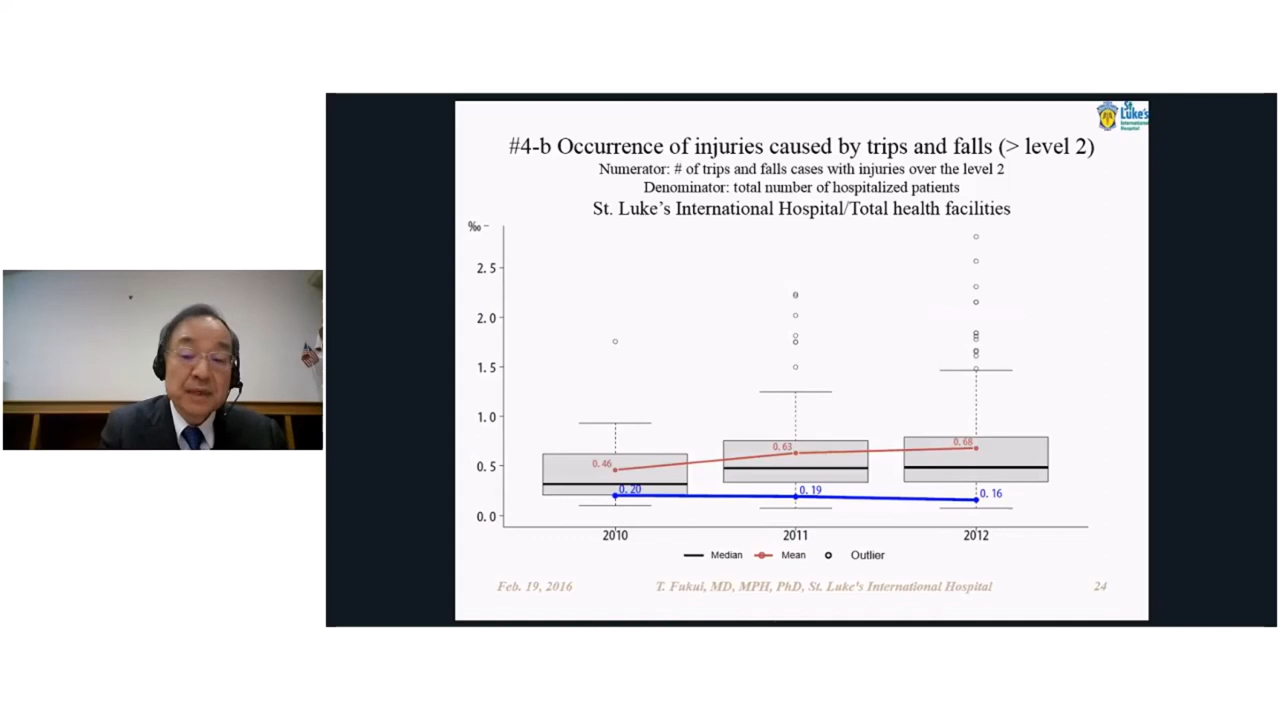 St.
Luke's
International
Hospital
#4-b Occurrence of injuries caused by trips and falls (> level 2)
Numerator: # of trips and falls cases with injuries over the level 2
Denominator: total number of hospitalized patients
St. Luke's International Hospital/Total health facilities
‰
2.5
2.0
1.5
1.0
0.5
0.0
0.46
0.63
0.68
0.20
0.19
0.16
2010 2011 2012
Median Mean Outlier
Feb. 19, 2016 T. Fukui, MD, MPH, PhD, St. Luke's International Hospital 24